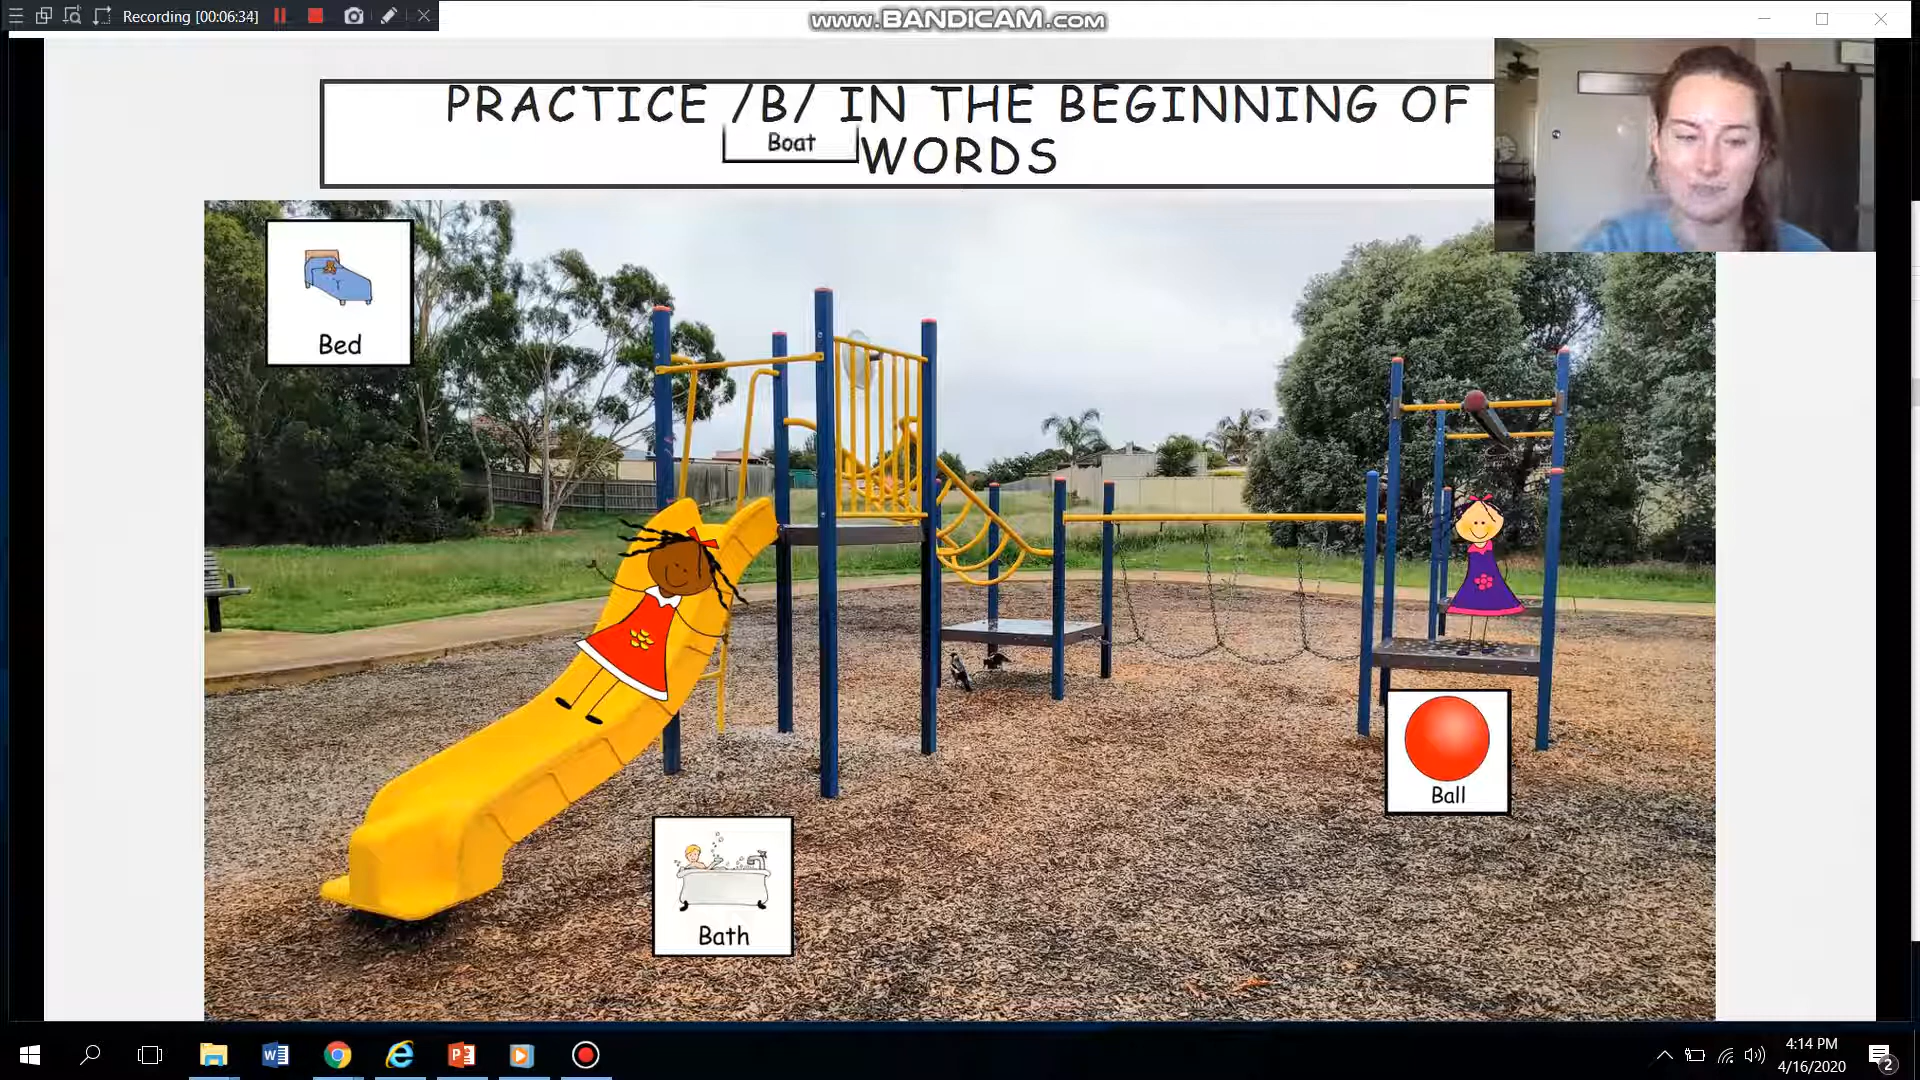 Recording [00:06:34]
www.BANDICAM.com
PRACTICE /B/ IN THE BEGINNING OF
Boat
WORDS
Bed
Ball
Bath
4:14 PM
4/16/2020
2